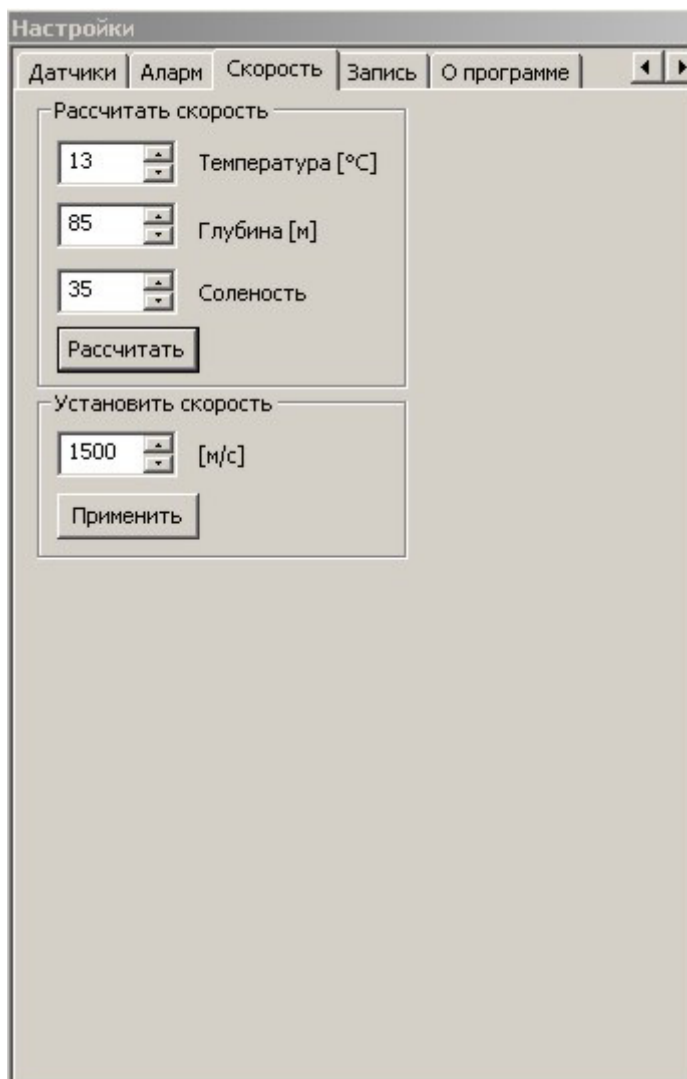 Настройки
Датчики Аларм Скорость Запись О программе
Рассчитать скорость
13 Температура [°C]
85 Глубина [м]
35 Соленость
Рассчитать
Установить скорость
1500 [м/с]
Применить